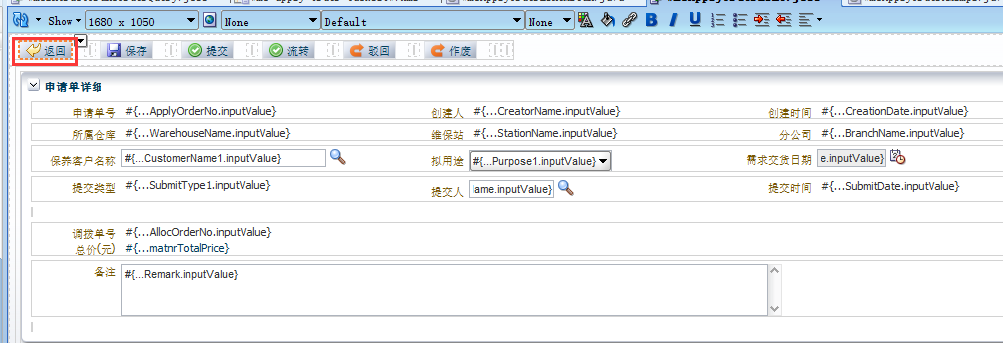 Show 1680 x 1050 None Default None B I U
返回 保存 提交 流转 驳回 作废
申请单详细
申请单号 #{...ApplyOrderNo.inputValue} 创建人 #{...CreatorName.inputValue} 创建时间 #{...CreationDate.inputValue}
所属仓库 #{...WarehouseName.inputValue} 维保站 #{...StationName.inputValue} 分公司 #{...BranchName.inputValue}
保养客户名称 #{...CustomerName1.inputValue} 拟用途 #{...Purpose1.inputValue} 需求交货日期 e.inputValue}
提交类型 #{...SubmitType1.inputValue} 提交人 ame.inputValue} 提交时间 #{...SubmitDate.inputValue}
调拨单号 #{...AllocOrderNo.inputValue}
总价(元) #{...matnrTotalPrice}
备注 #{...Remark.inputValue}